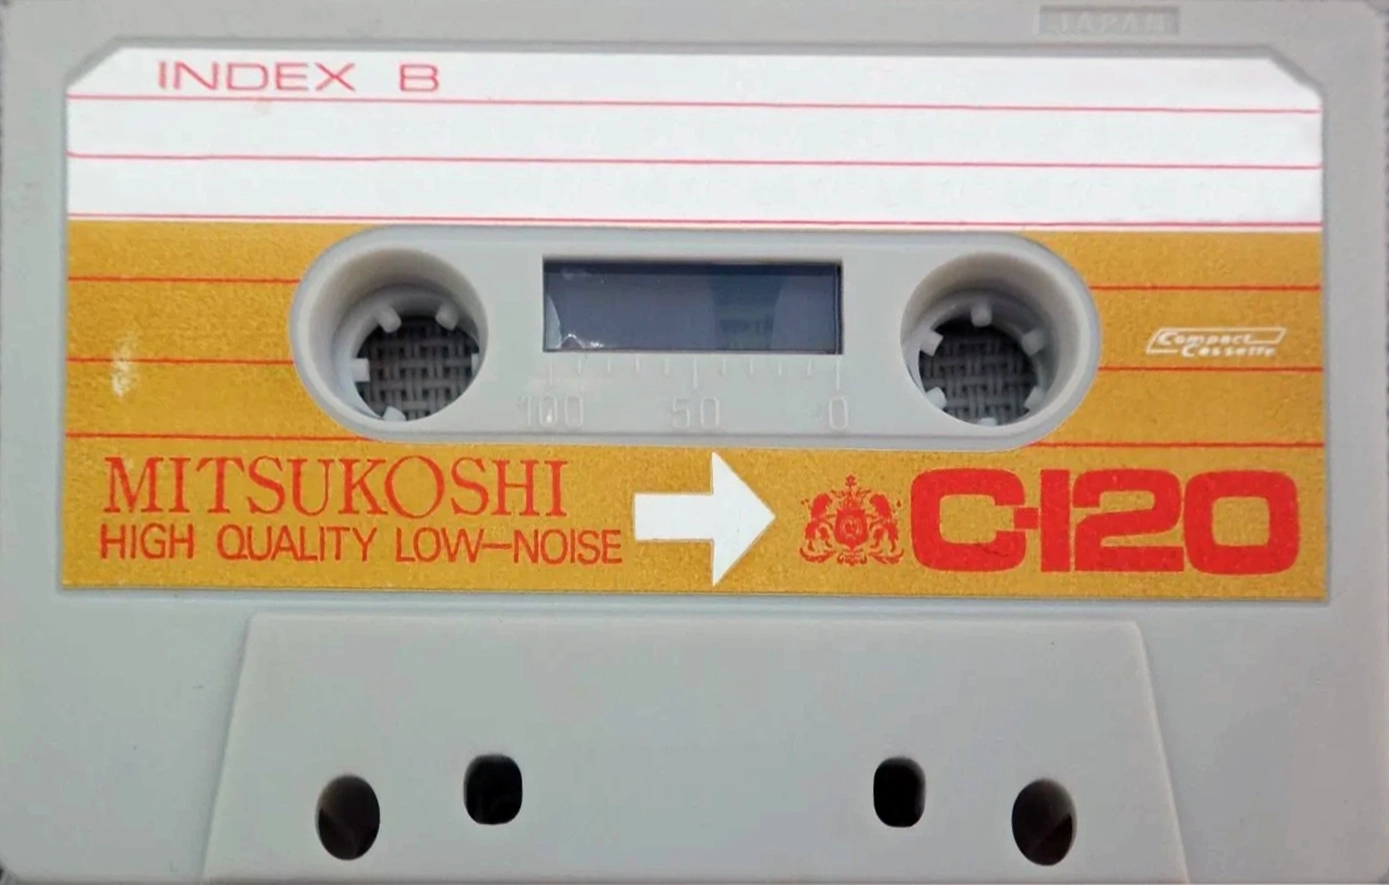 JAPAN
INDEX B
Compact
Cassette
100 50 0
MITSUKOSHI
HIGH QUALITY LOW-NOISE
C-120